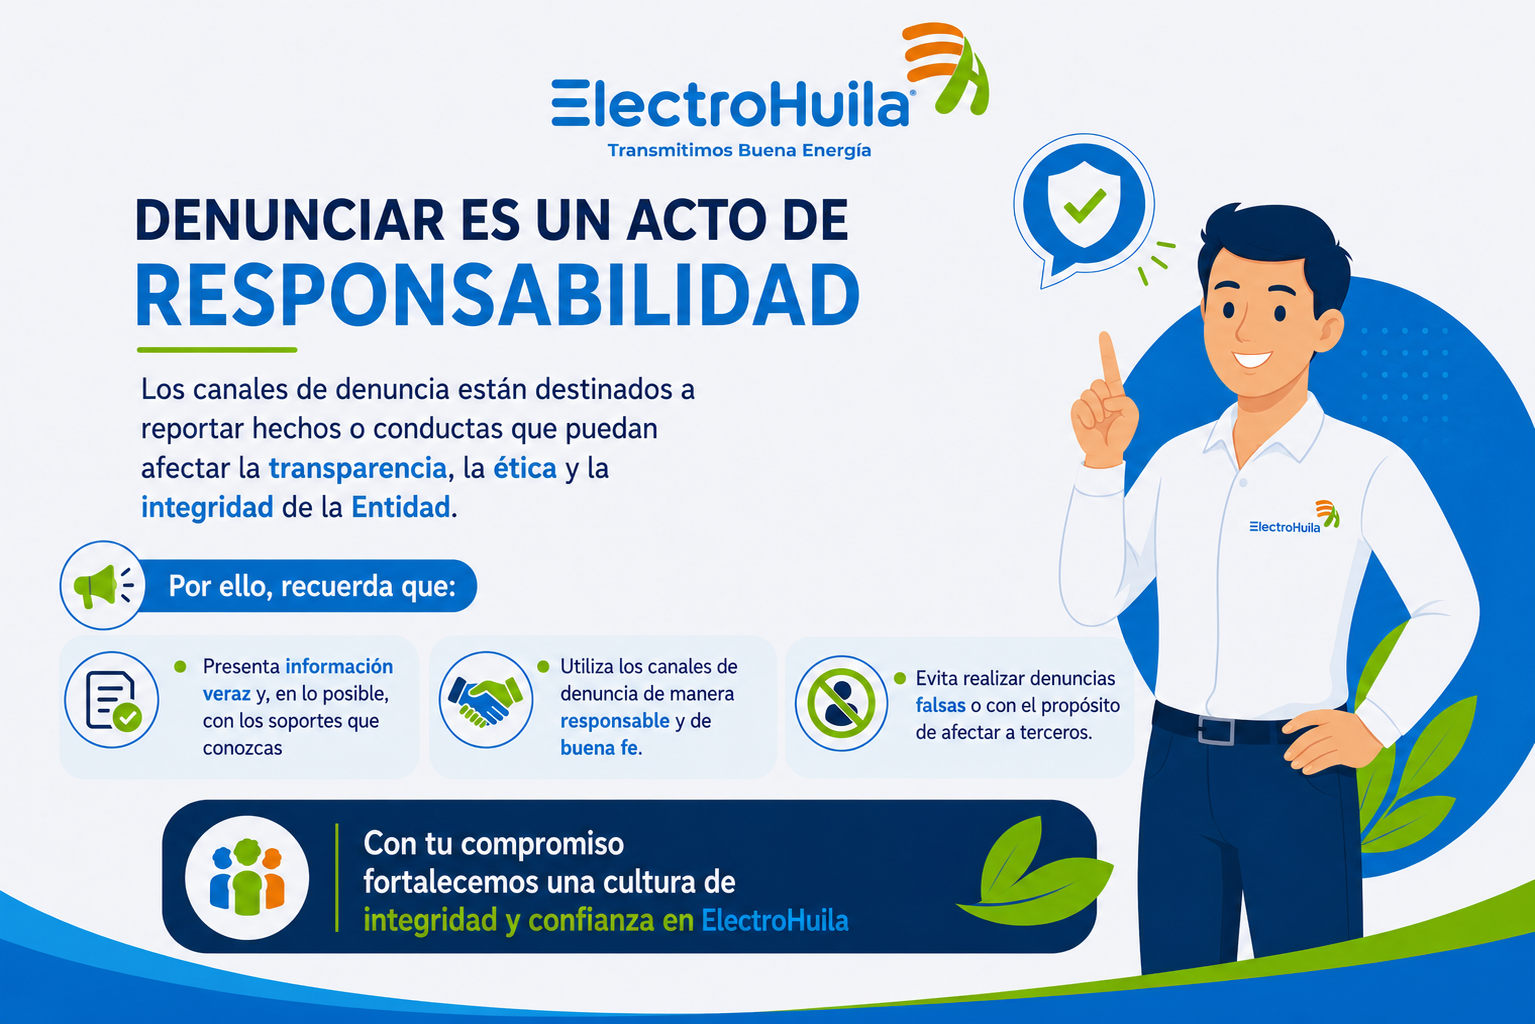 ElectroHuila®
Transmitimos Buena Energía
DENUNCIAR ES UN ACTO DE
RESPONSABILIDAD
Los canales de denuncia están destinados a
reportar hechos o conductas que puedan
afectar la transparencia, la ética y la
integridad de la Entidad.
Por ello, recuerda que:
Presenta información
veraz y, en lo posible,
con los soportes que
conozcas
Utiliza los canales de
denuncia de manera
responsable y de
buena fe.
Evita realizar denuncias
falsas o con el propósito
de afectar a terceros.
Con tu compromiso
fortalecemos una cultura de
integridad y confianza en ElectroHuila
ElectroHuila